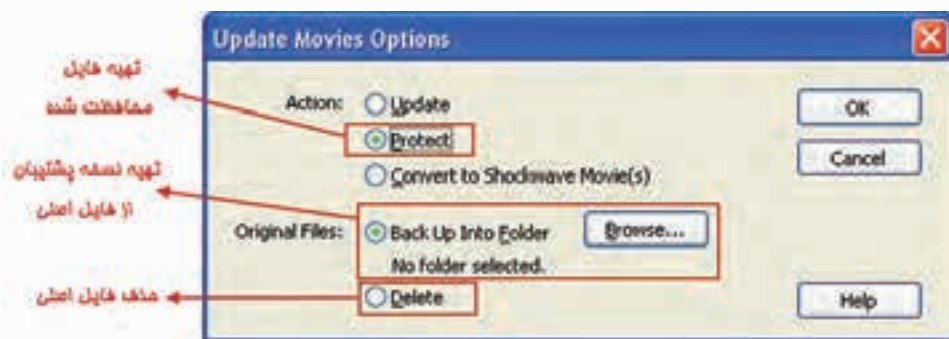 Update Movies Options
تهیه فایل
محافظت شده
Action:
Update
Protect
Convert to Shockwave Movie(s)
OK
Cancel
تهیه نسخه پشتیبان
از فایل اصلی
Original Files:
Back Up Into Folder
Browse...
No folder selected.
حذف فایل اصلی
Delete
Help